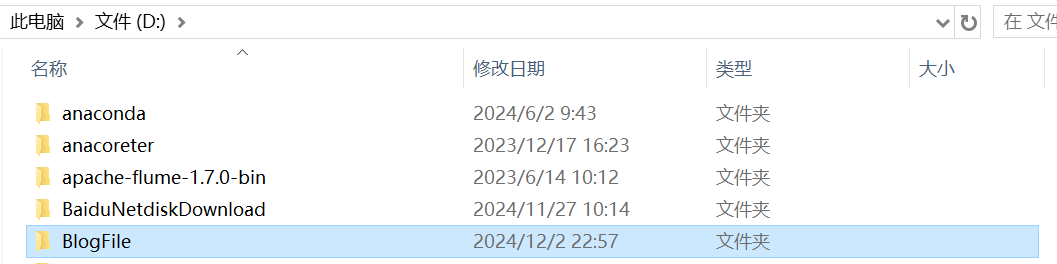 此电脑 文件 (D:) 在 文件
名称 修改日期 类型 大小
anaconda 2024/6/2 9:43 文件夹
anacoreter 2023/12/17 16:23 文件夹
apache-flume-1.7.0-bin 2023/6/14 10:12 文件夹
BaiduNetdiskDownload 2024/11/27 10:14 文件夹
BlogFile 2024/12/2 22:57 文件夹